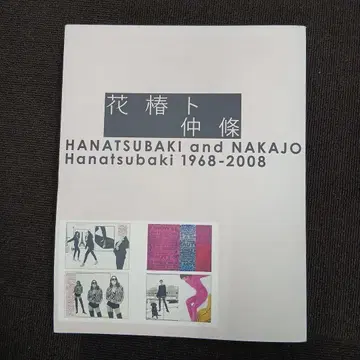 花椿ト
仲條
HANATSUBAKI and NAKAJO
Hanatsubaki 1968-2008